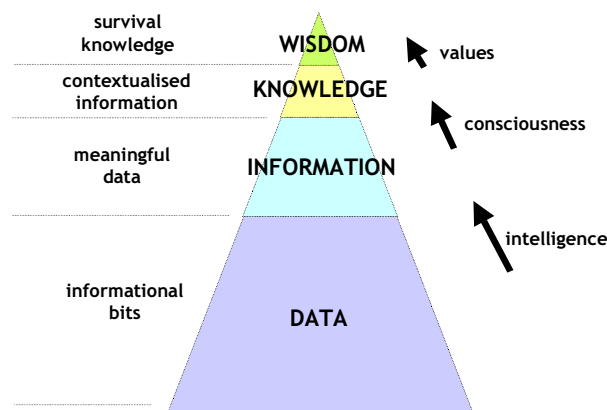 survival
knowledge
WISDOM
values
contextualised
information
KNOWLEDGE
consciousness
meaningful
data
INFORMATION
intelligence
informational
bits
DATA